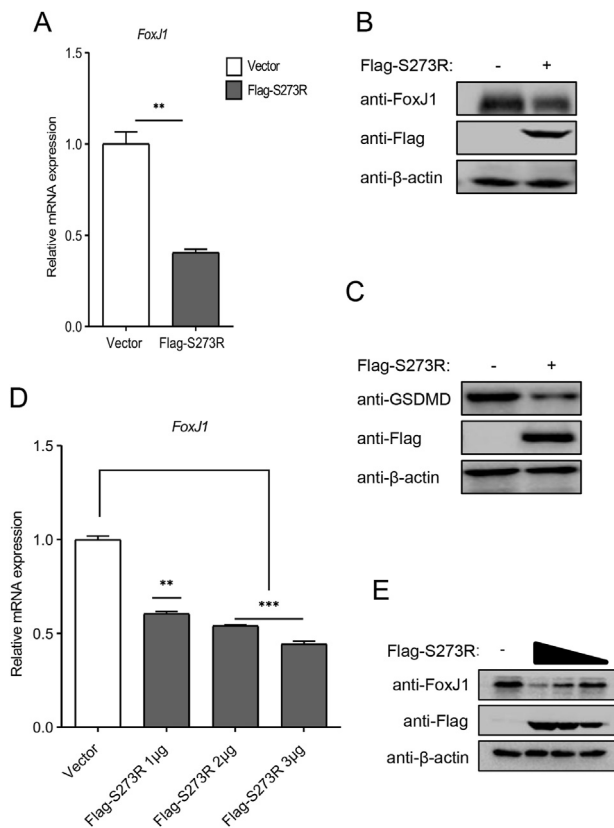 A
FoxJ1
Vector
Flag-S273R
**
Relative mRNA expression
1.5
1.0
0.5
0.0
Vector
Flag-S273R
B
Flag-S273R: - +
anti-FoxJ1
anti-Flag
anti-β-actin
C
Flag-S273R: - +
anti-GSDMD
anti-Flag
anti-β-actin
D
FoxJ1
Relative mRNA expression
1.5
1.0
0.5
0.0
**
***
Vector
Flag-S273R 1μg
Flag-S273R 2μg
Flag-S273R 3μg
E
Flag-S273R: -
anti-FoxJ1
anti-Flag
anti-β-actin